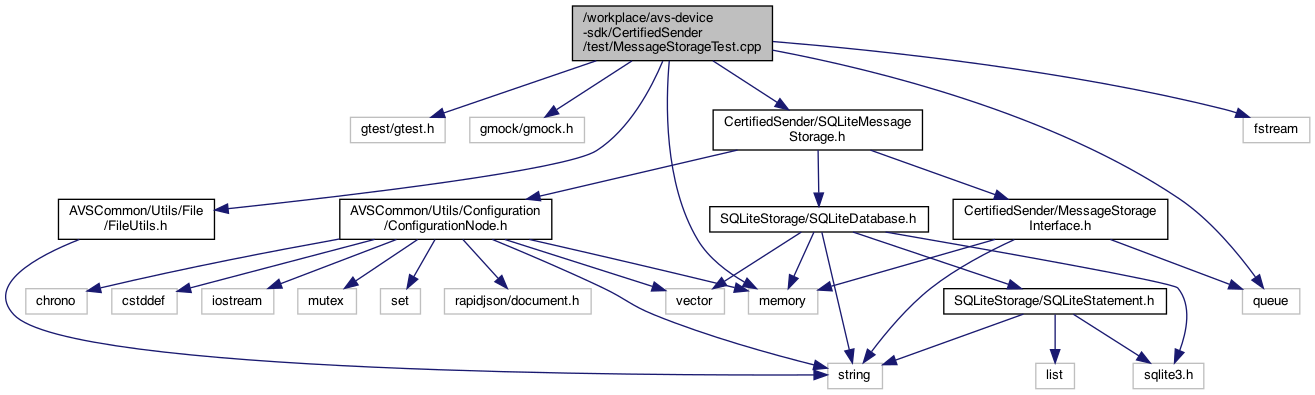 /workplace/avs-device
-sdk/CertifiedSender
/test/MessageStorageTest.cpp
gtest/gtest.h
gmock/gmock.h
CertifiedSender/SQLiteMessage
Storage.h
fstream
AVSCommon/Utils/File
/FileUtils.h
AVSCommon/Utils/Configuration
/ConfigurationNode.h
SQLiteStorage/SQLiteDatabase.h
CertifiedSender/MessageStorage
Interface.h
chrono
cstddef
iostream
mutex
set
rapidjson/document.h
vector
memory
SQLiteStorage/SQLiteStatement.h
queue
string
list
sqlite3.h